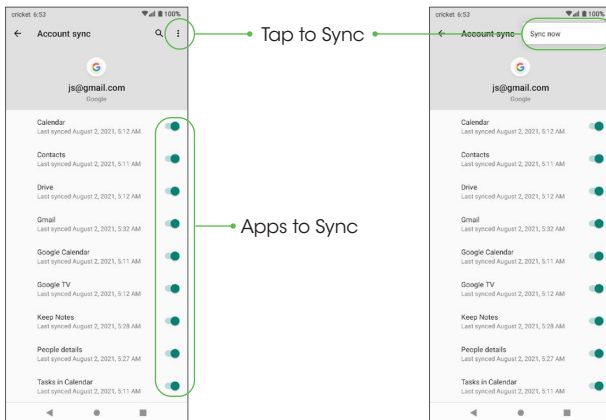 cricket 6:53
100%
Account sync
G
js@gmail.com
Google
Calendar
Last synced August 2, 2021, 5:12 AM
Contacts
Last synced August 2, 2021, 5:11 AM
Drive
Last synced August 2, 2021, 5:12 AM
Gmail
Last synced August 2, 2021, 5:32 AM
Google Calendar
Last synced August 2, 2021, 5:11 AM
Google TV
Last synced August 2, 2021, 5:12 AM
Keep Notes
Last synced August 2, 2021, 5:28 AM
People details
Last synced August 2, 2021, 5:27 AM
Tasks in Calendar
Last synced August 2, 2021, 5:11 AM
Tap to Sync
Apps to Sync
cricket 6:53
100%
Account sync
Sync now
G
js@gmail.com
Google
Calendar
Last synced August 2, 2021, 5:12 AM
Contacts
Last synced August 2, 2021, 5:11 AM
Drive
Last synced August 2, 2021, 5:12 AM
Gmail
Last synced August 2, 2021, 5:32 AM
Google Calendar
Last synced August 2, 2021, 5:11 AM
Google TV
Last synced August 2, 2021, 5:12 AM
Keep Notes
Last synced August 2, 2021, 5:28 AM
People details
Last synced August 2, 2021, 5:27 AM
Tasks in Calendar
Last synced August 2, 2021, 5:11 AM